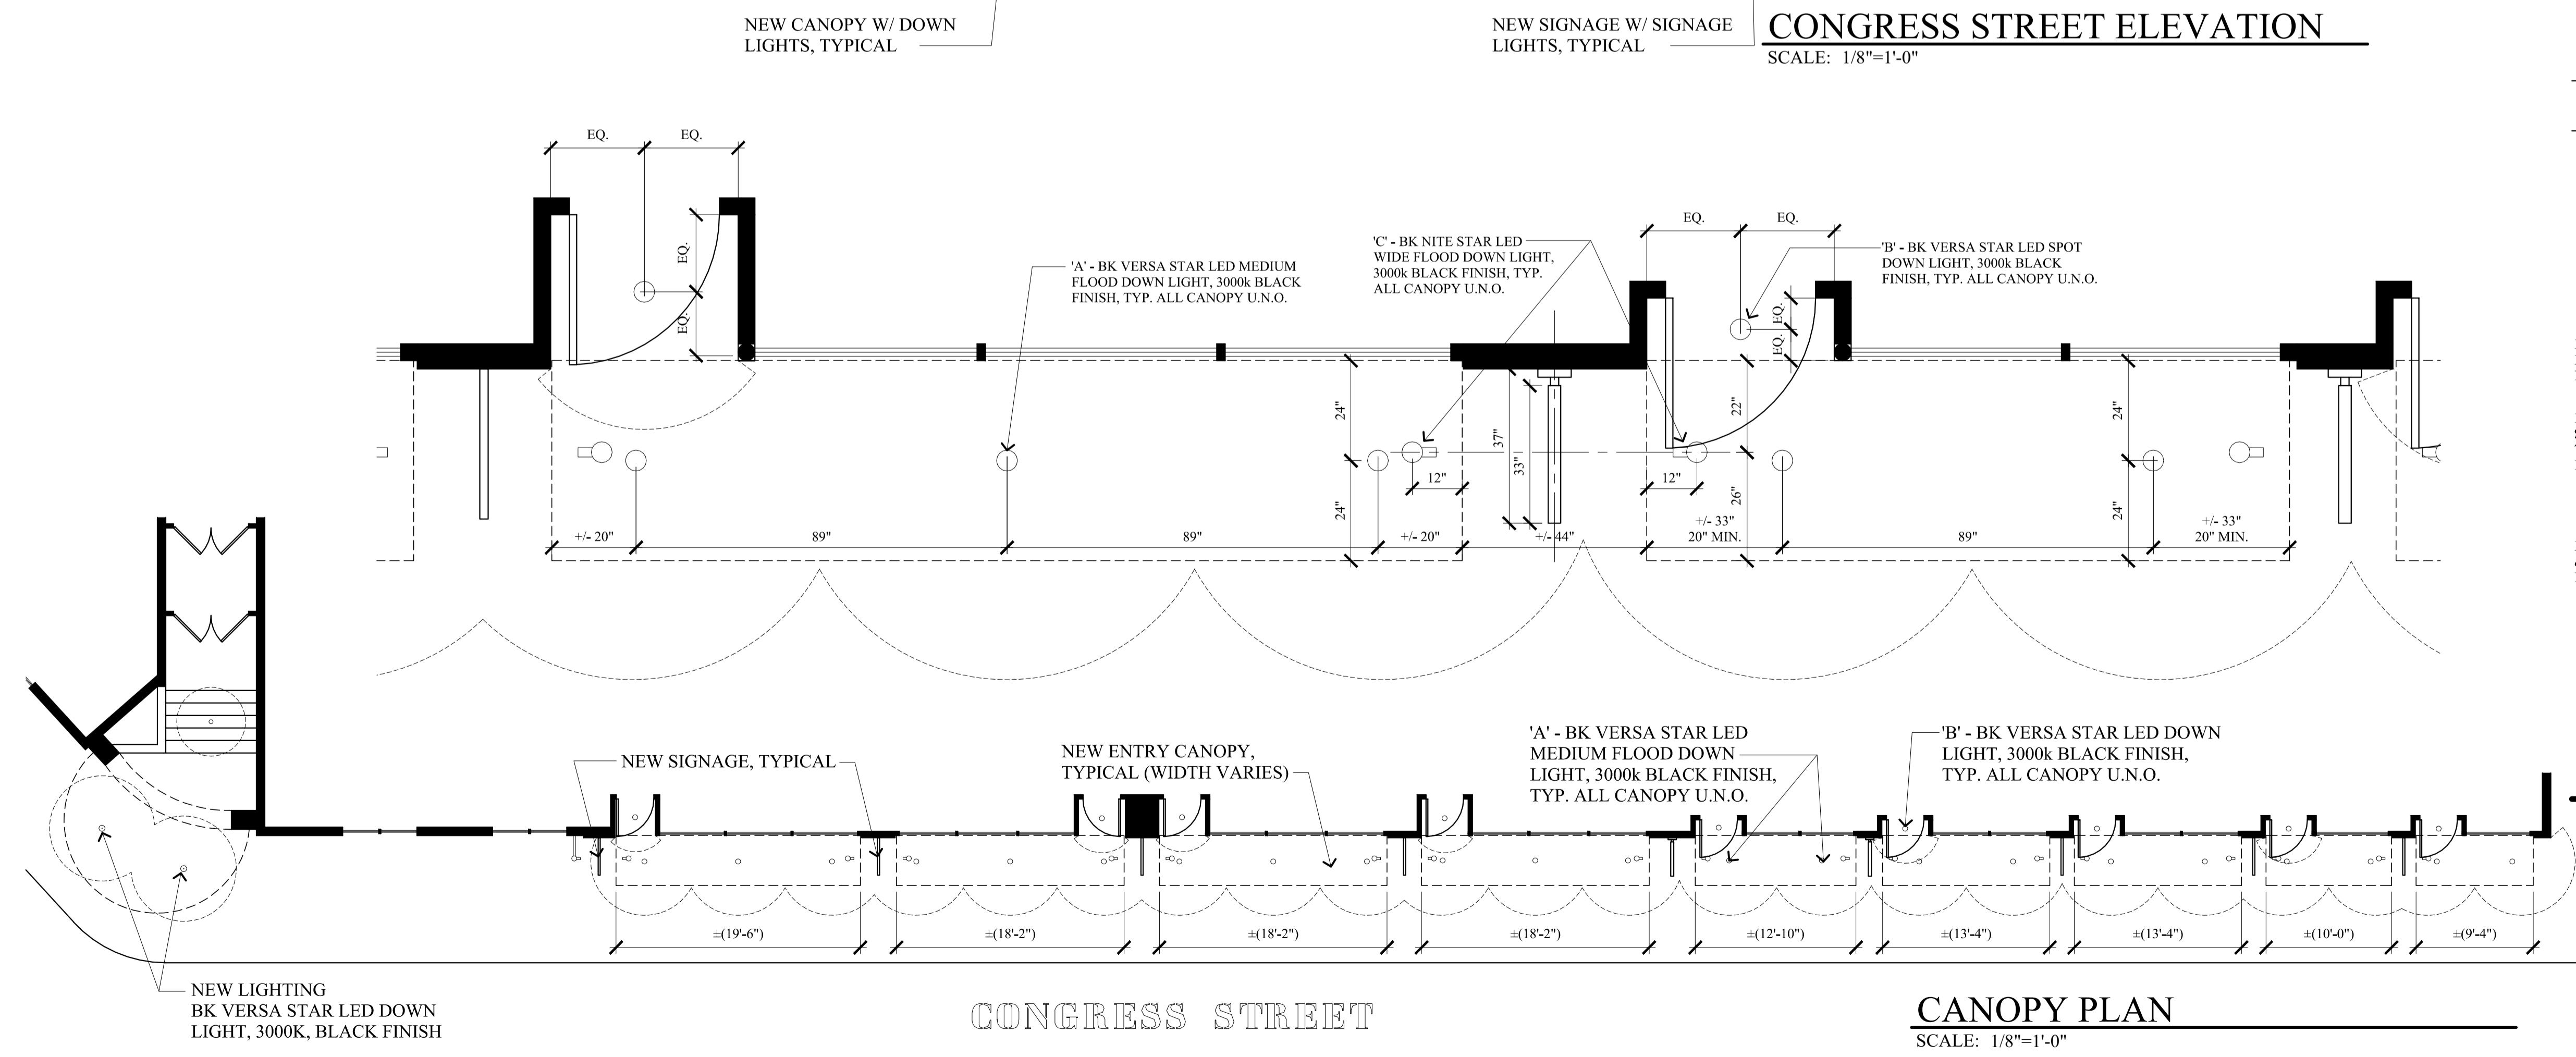 NEW CANOPY W/ DOWN
LIGHTS, TYPICAL
NEW SIGNAGE W/ SIGNAGE
LIGHTS, TYPICAL
CONGRESS STREET ELEVATION
SCALE: 1/8"=1'-0"
EQ.
EQ.
EQ.
EQ.
'A' - BK VERSA STAR LED MEDIUM
FLOOD DOWN LIGHT, 3000k BLACK
FINISH, TYP. ALL CANOPY U.N.O.
'C' - BK NITE STAR LED
WIDE FLOOD DOWN LIGHT,
3000k BLACK FINISH, TYP.
ALL CANOPY U.N.O.
EQ.
EQ.
EQ.
EQ.
'B' - BK VERSA STAR LED SPOT
DOWN LIGHT, 3000k BLACK
FINISH, TYP. ALL CANOPY U.N.O.
24"
24"
37"
33"
22"
26"
24"
24"
12"
12"
+/- 20"
89"
89"
+/- 20"
+/- 44"
+/- 33"
20" MIN.
89"
+/- 33"
20" MIN.
NEW SIGNAGE, TYPICAL
NEW ENTRY CANOPY,
TYPICAL (WIDTH VARIES)
'A' - BK VERSA STAR LED
MEDIUM FLOOD DOWN
LIGHT, 3000k BLACK FINISH,
TYP. ALL CANOPY U.N.O.
'B' - BK VERSA STAR LED DOWN
LIGHT, 3000k BLACK FINISH,
TYP. ALL CANOPY U.N.O.
±(19'-6")
±(18'-2")
±(18'-2")
±(18'-2")
±(12'-10")
±(13'-4")
±(13'-4")
±(10'-0")
±(9'-4")
NEW LIGHTING
BK VERSA STAR LED DOWN
LIGHT, 3000K, BLACK FINISH
CONGRESS STREET
CANOPY PLAN
SCALE: 1/8"=1'-0"